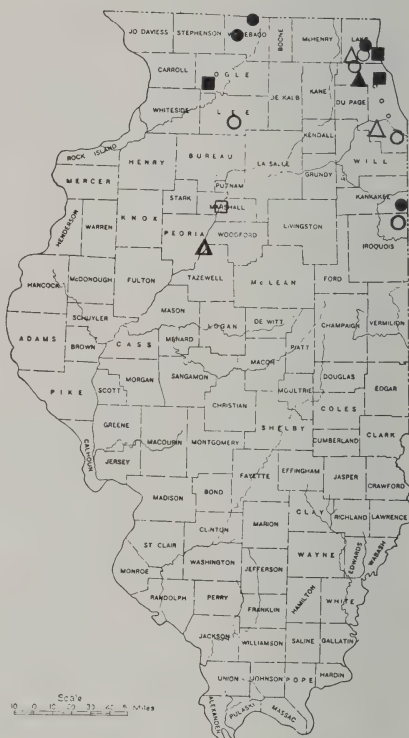 JO DAVIESS STEPHENSON WINNEBAGO BOONE McHENRY LAKE
CARROLL OGLE
DE KALB KANE DU PAGE
WHITESIDE LEE
KENDALL WILL
ROCK ISLAND HENRY BUREAU LA SALLE GRUNDY
MERCER PUTNAM
KANKAKEE
HENDERSON WARREN KNOX STARK MARSHALL
PEORIA WOODFORD LIVINGSTON IROQUOIS
HANCOCK McDONOUGH FULTON TAZEWELL McLEAN FORD
SCHUYLER MASON
ADAMS BROWN CASS MENARD LOGAN DE WITT PIATT CHAMPAIGN VERMILION
MACON
PIKE SCOTT MORGAN SANGAMON MOULTRIE DOUGLAS EDGAR
CHRISTIAN COLES
GREENE SHELBY
CALHOUN MACOUPIN MONTGOMERY CUMBERLAND CLARK
JERSEY
FAYETTE EFFINGHAM JASPER CRAWFORD
MADISON BOND
CLAY RICHLAND LAWRENCE
CLINTON MARION
ST CLAIR WAYNE EDWARDS WABASH
MONROE WASHINGTON JEFFERSON
RANDOLPH PERRY HAMILTON WHITE
FRANKLIN
JACKSON WILLIAMSON SALINE GALLATIN
UNION JOHNSON POPE HARDIN
ALEXANDER PULASKI MASSAC
Scale
Miles